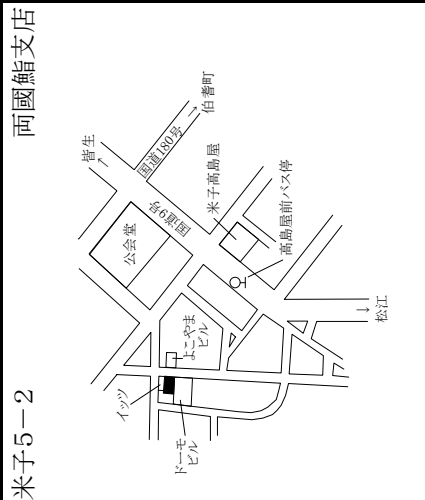 米子5－2
両國鮨支店
皆生
↑
国道180号
伯耆町
↓
国道9号
米子高島屋
公会堂
高島屋前バス停
よこやま
ビル
イッツ
ドーモ
ビル
松江
↓